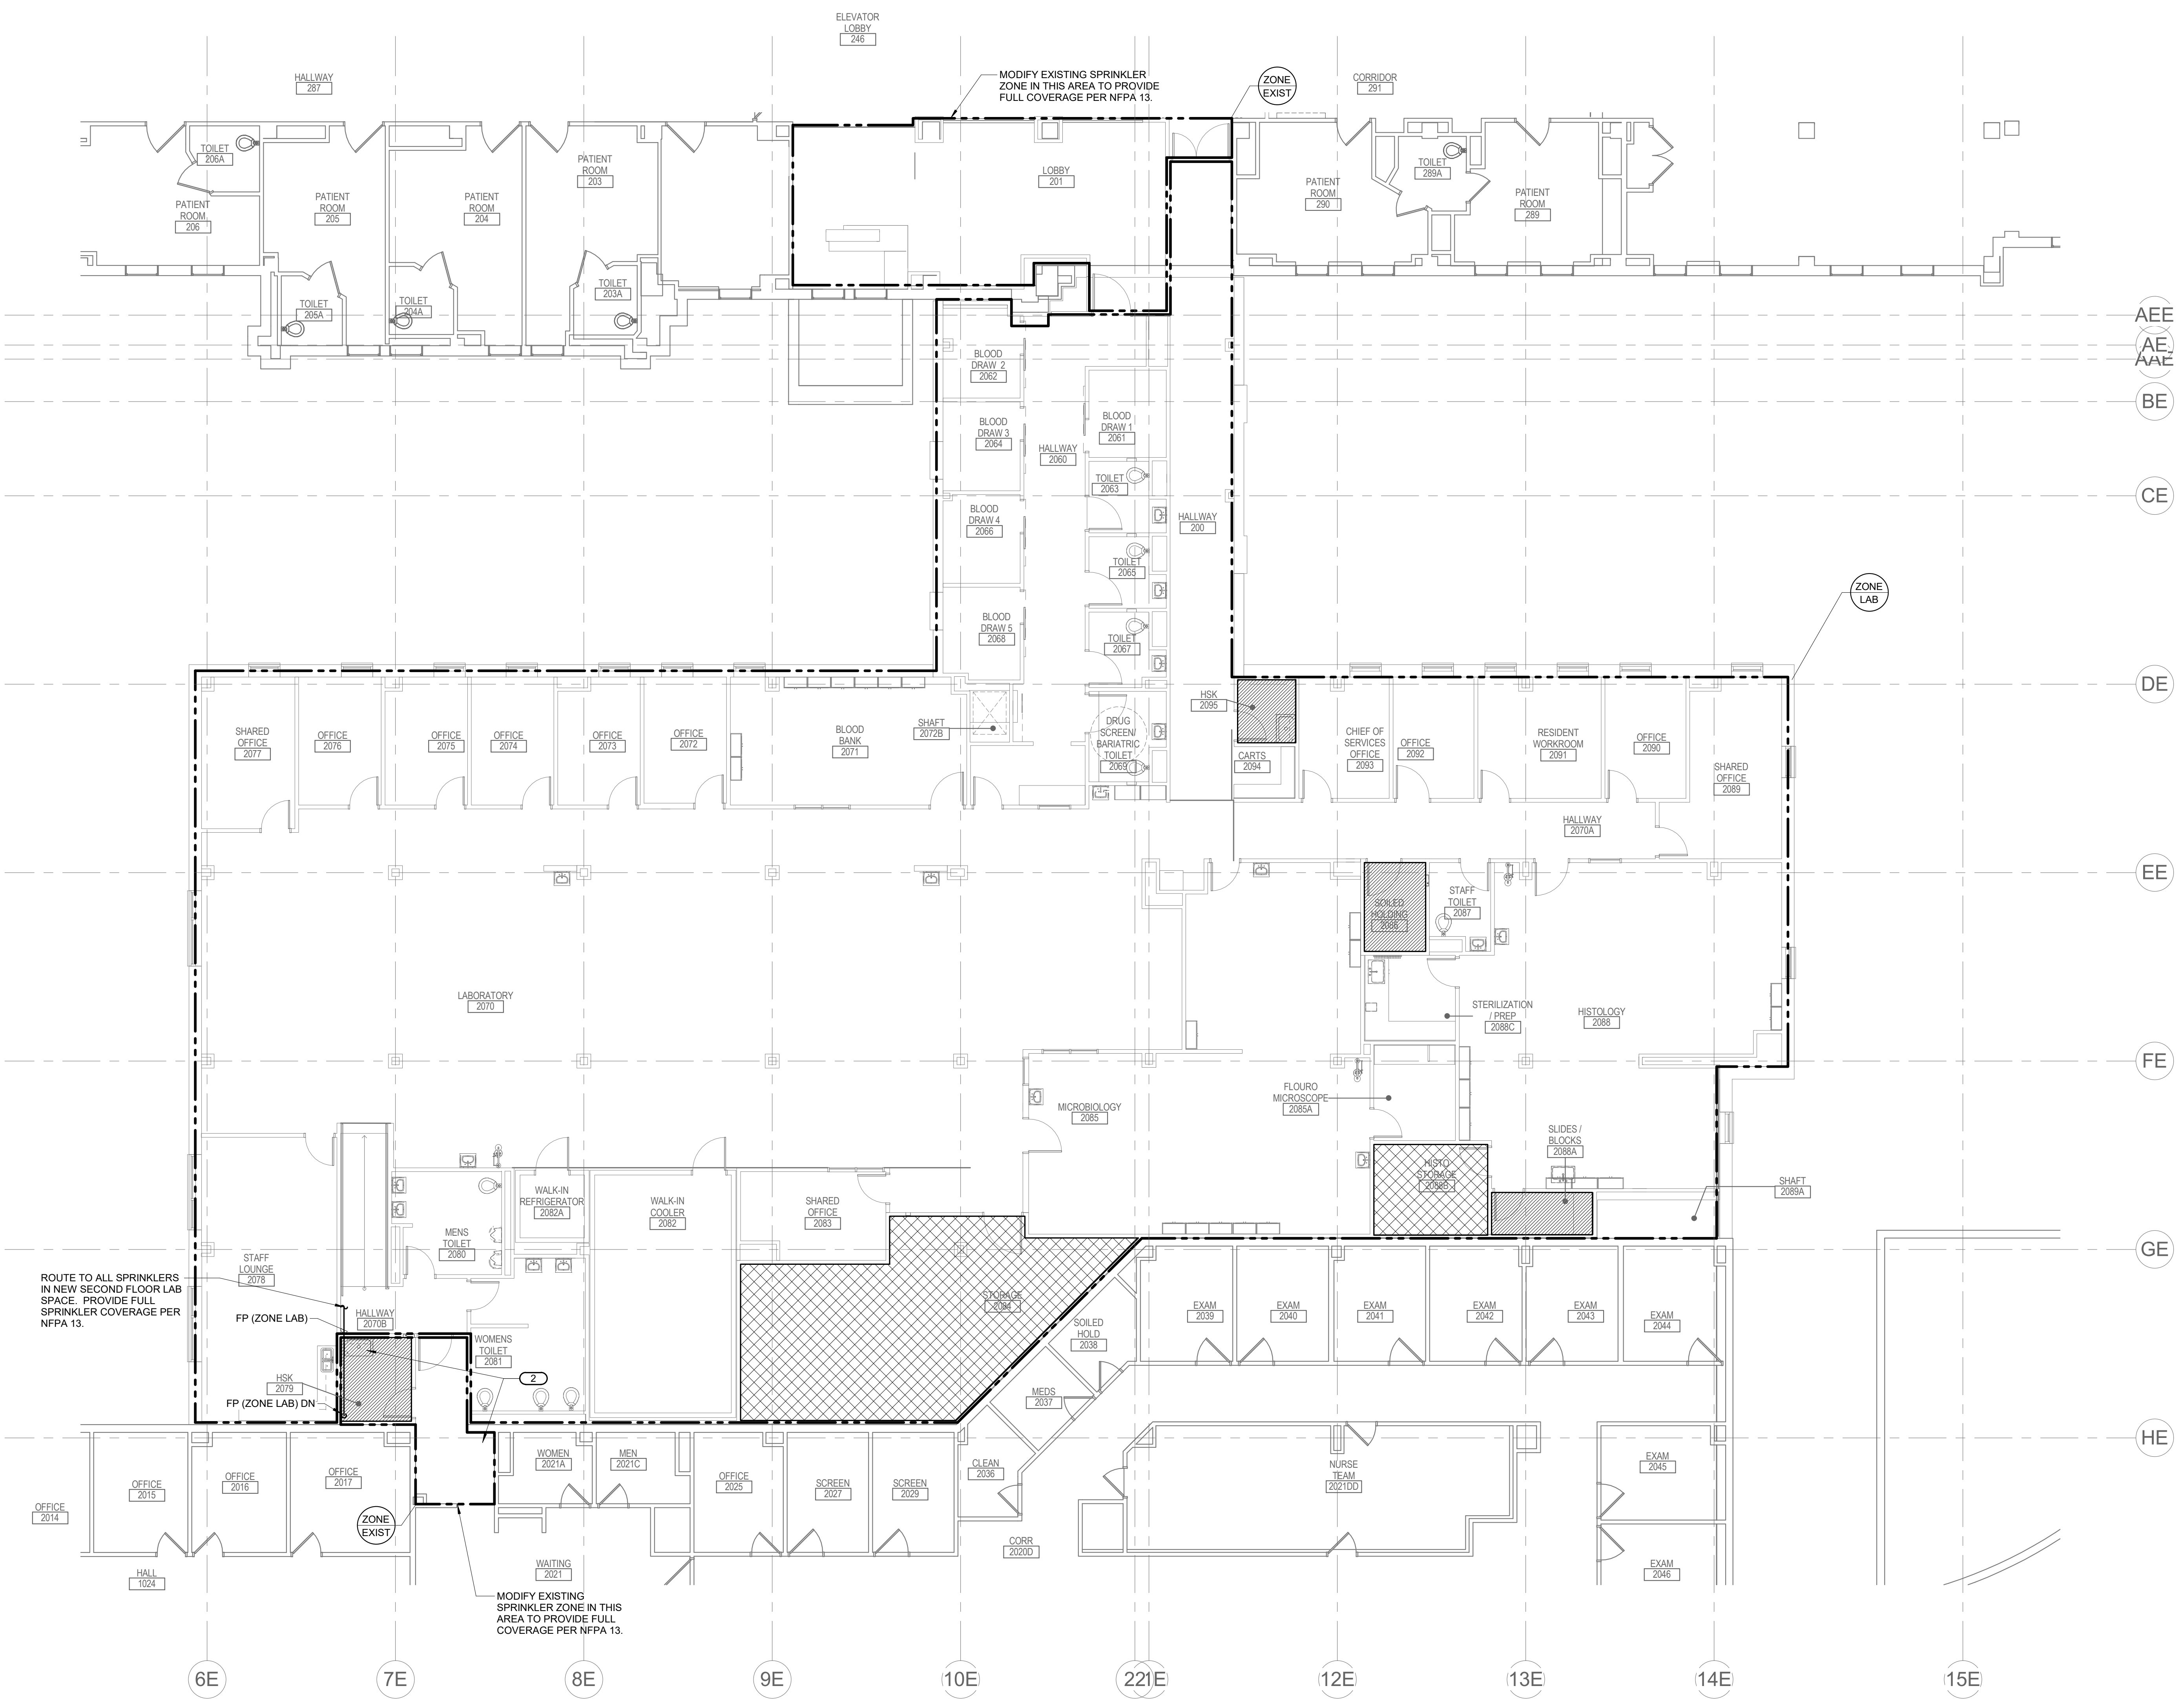 ELEVATOR
LOBBY
246
HALLWAY
287
MODIFY EXISTING SPRINKLER
ZONE IN THIS AREA TO PROVIDE
FULL COVERAGE PER NFPA 13.
ZONE
EXIST
CORRIDOR
291
TOILET
206A
PATIENT
ROOM
206
PATIENT
ROOM
205
PATIENT
ROOM
204
PATIENT
ROOM
203
LOBBY
201
PATIENT
ROOM
290
TOILET
289A
PATIENT
ROOM
289
TOILET
205A
TOILET
204A
TOILET
203A
AEE
AE
AAE
BE
CE
DE
EE
FE
GE
HE
BLOOD
DRAW 2
2062
BLOOD
DRAW 3
2064
HALLWAY
2060
BLOOD
DRAW 1
2061
TOILET
2063
BLOOD
DRAW 4
2066
HALLWAY
200
TOILET
2065
BLOOD
DRAW 5
2068
TOILET
2067
ZONE
LAB
SHARED
OFFICE
2077
OFFICE
2076
OFFICE
2075
OFFICE
2074
OFFICE
2073
OFFICE
2072
BLOOD
BANK
2071
SHAFT
2072B
DRUG
SCREEN/
BARIATRIC
TOILET
2069
HSK
2095
CARTS
2094
CHIEF OF
SERVICES
OFFICE
2093
OFFICE
2092
RESIDENT
WORKROOM
2091
OFFICE
2090
SHARED
OFFICE
2089
HALLWAY
2070A
SOILED
HOLDING
2086
STAFF
TOILET
2087
LABORATORY
2070
STERILIZATION
/ PREP
2088C
HISTOLOGY
2088
MICROBIOLOGY
2085
FLOURO
MICROSCOPE
2085A
SLIDES /
BLOCKS
2088A
HISTO
STORAGE
2088B
SHAFT
2089A
WALK-IN
REFRIGERATOR
2082A
WALK-IN
COOLER
2082
SHARED
OFFICE
2083
MENS
TOILET
2080
STAFF
LOUNGE
2078
ROUTE TO ALL SPRINKLERS
IN NEW SECOND FLOOR LAB
SPACE. PROVIDE FULL
SPRINKLER COVERAGE PER
NFPA 13.
FP (ZONE LAB)
HALLWAY
2070B
WOMENS
TOILET
2081
STORAGE
2084
SOILED
HOLD
2038
EXAM
2039
EXAM
2040
EXAM
2041
EXAM
2042
EXAM
2043
EXAM
2044
HSK
2079
FP (ZONE LAB) DN
2
MEDS
2037
OFFICE
2014
OFFICE
2015
OFFICE
2016
OFFICE
2017
WOMEN
2021A
MEN
2021C
OFFICE
2025
SCREEN
2027
SCREEN
2029
CLEAN
2036
NURSE
TEAM
2021DD
EXAM
2045
ZONE
EXIST
HALL
1024
WAITING
2021
CORR
2020D
EXAM
2046
MODIFY EXISTING
SPRINKLER ZONE IN THIS
AREA TO PROVIDE FULL
COVERAGE PER NFPA 13.
6E
7E
8E
9E
10E
22
12E
13E
14E
15E